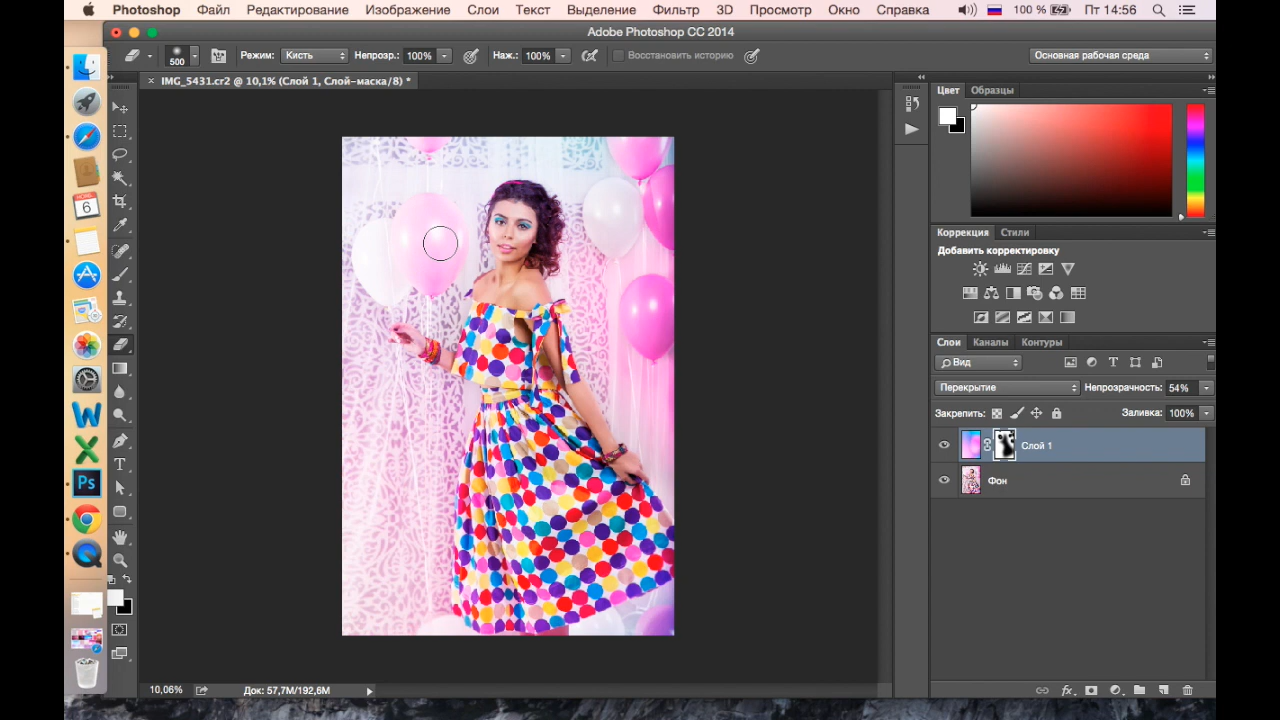 Photoshop Файл Редактирование Изображение Слои Текст Выделение Фильтр 3D Просмотр Окно Справка 100 % Пт 14:56
Adobe Photoshop CC 2014
500 Режим: Кисть Непрозр.: 100% Наж.: 100% Восстановить историю Основная рабочая среда
IMG_5431.cr2 @ 10,1% (Слой 1, Слой-маска/8) *
Цвет Образцы
6
Коррекция Стили
Добавить корректировку
Слои Каналы Контуры
Вид
Перекрытие Непрозрачность: 54%
Закрепить: Заливка: 100%
Слой 1
Фон
W
X
Ps
T
10,06% Док: 57,7M/192,6M
fx